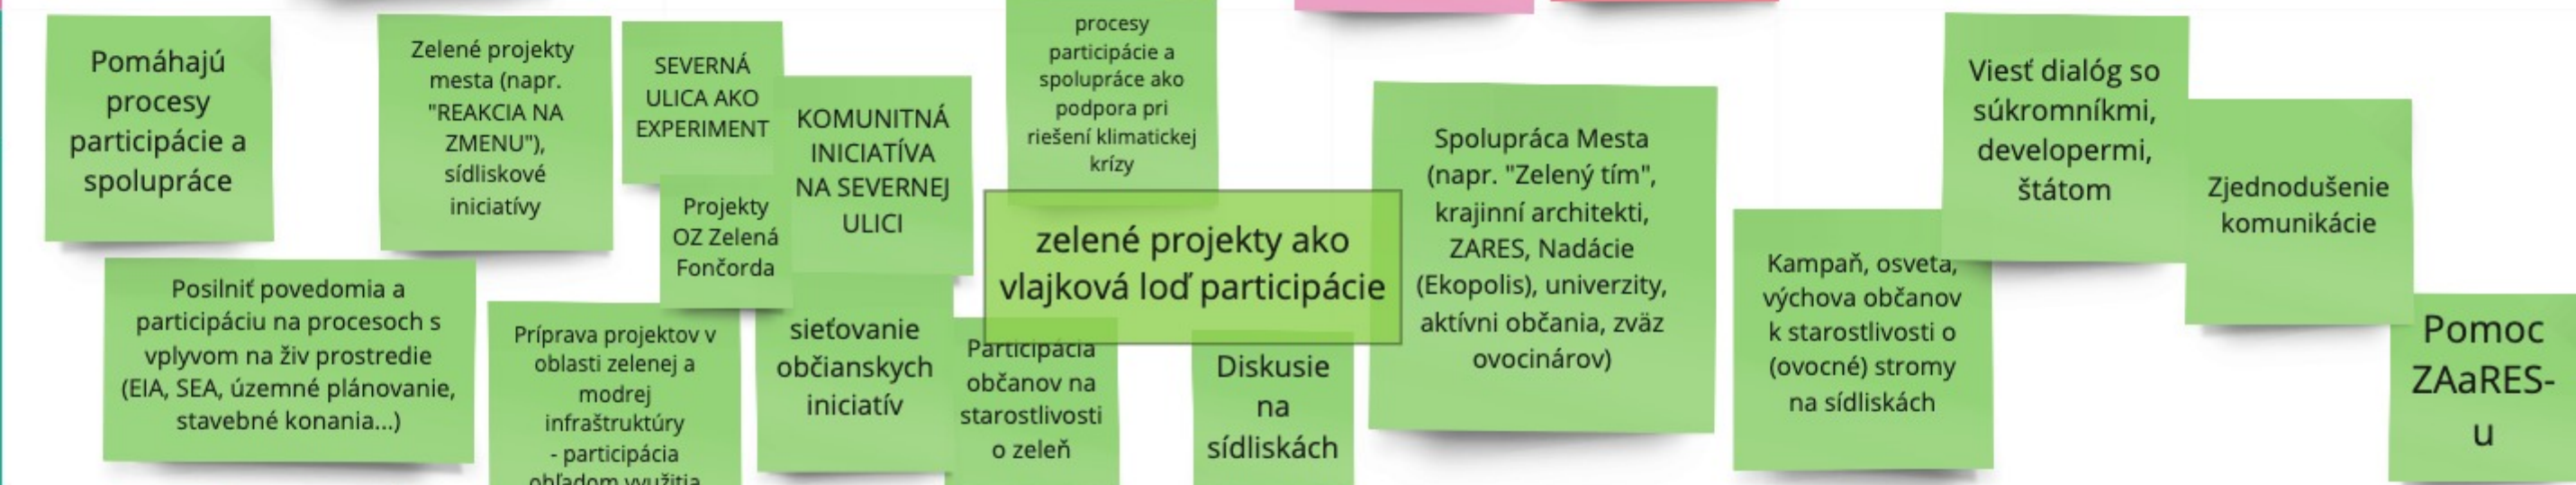 Pomáhajú
procesy
participácie a
spolupráce
Zelené projekty
mesta (napr.
"REAKCIA NA
ZMENU"),
sídliskové
iniciatívy
SEVERNÁ
ULICA AKO
EXPERIMENT
KOMUNITNÁ
INICIATÍVA
NA SEVERNEJ
ULICI
Projekty
OZ Zelená
Fončorda
procesy
participácie a
spolupráce ako
podpora pri
riešení klimatickej
krízy
zelené projekty ako
vlajková loď participácie
Spolupráca Mesta
(napr. "Zelený tím",
krajinní architekti,
ZARES, Nadácie
(Ekopolis), univerzity,
aktívni občania, zväz
ovocinárov)
Viesť dialóg so
súkromníkmi,
developermi,
štátom
Zjednodušenie
komunikácie
Posilniť povedomia a
participáciu na procesoch s
vplyvom na živ prostredie
(EIA, SEA, územné plánovanie,
stavebné konania...)
Príprava projektov v
oblasti zelenej a
modrej
infraštruktúry
- participácia
obľadom využitia
sieťovanie
občianskych
iniciatív
Participácia
občanov na
starostlivosti
o zeleň
Diskusie
na
sídliskách
Kampaň, osveta,
výchova občanov
k starostlivosti o
(ovocné) stromy
na sídliskách
Pomoc
ZAaRES-
u